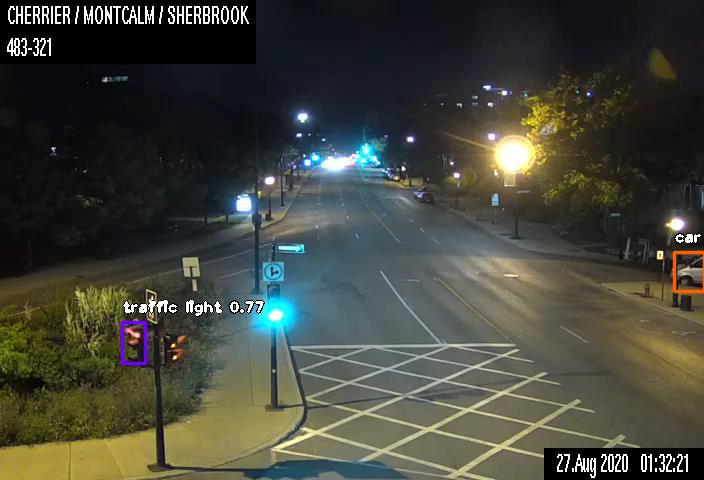 CHERRIER / MONTCALM / SHERBROOK
483-321
car
traffic light 0.77
27.Aug 2020 01:32:21